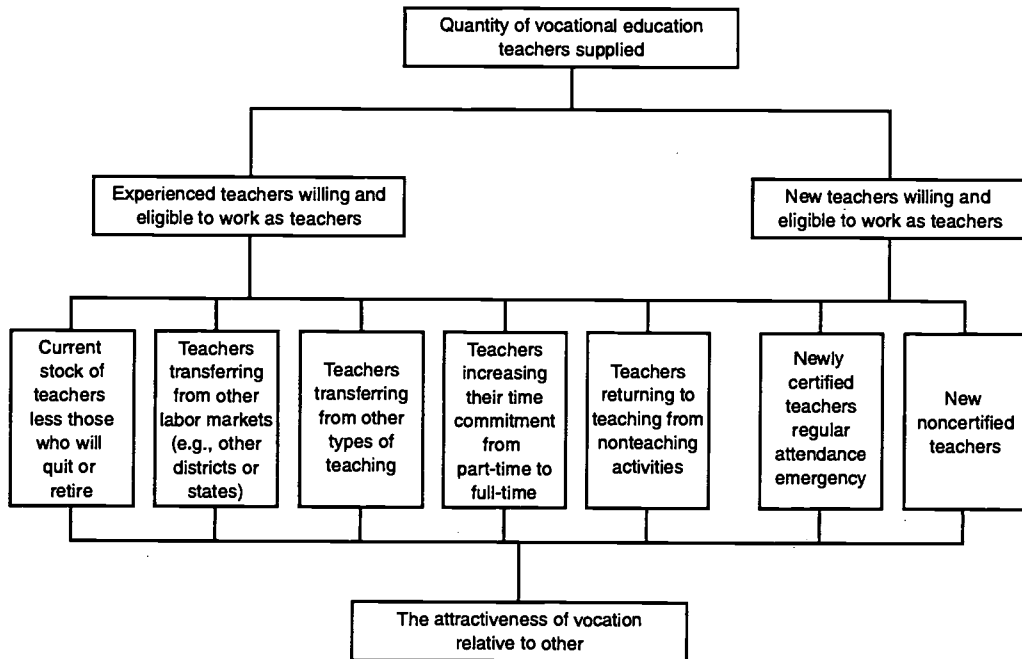 Quantity of vocational education
teachers supplied
Experienced teachers willing and
eligible to work as teachers
New teachers willing and
eligible to work as teachers
Current
stock of
teachers
less those
who will
quit or
retire
Teachers
transferring
from other
labor markets
(e.g., other
districts or
states)
Teachers
transferring
from other
types of
teaching
Teachers
increasing
their time
commitment
from
part-time to
full-time
Teachers
returning to
teaching from
nonteaching
activities
Newly
certified
teachers
regular
attendance
emergency
New
noncertified
teachers
The attractiveness of vocation
relative to other